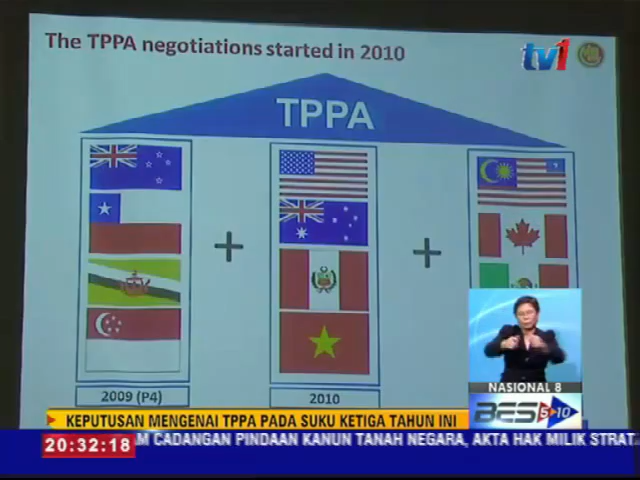 The TPPA negotiations started in 2010
tv1
TPPA
+
+
2009 (P4)
2010
NASIONAL 8
BES 5-10
KEPUTUSAN MENGENAI TPPA PADA SUKU KETIGA TAHUN INI
20:32:18
M CADANGAN PINDAAN KANUN TANAH NEGARA, AKTA HAK MILIK STRAT